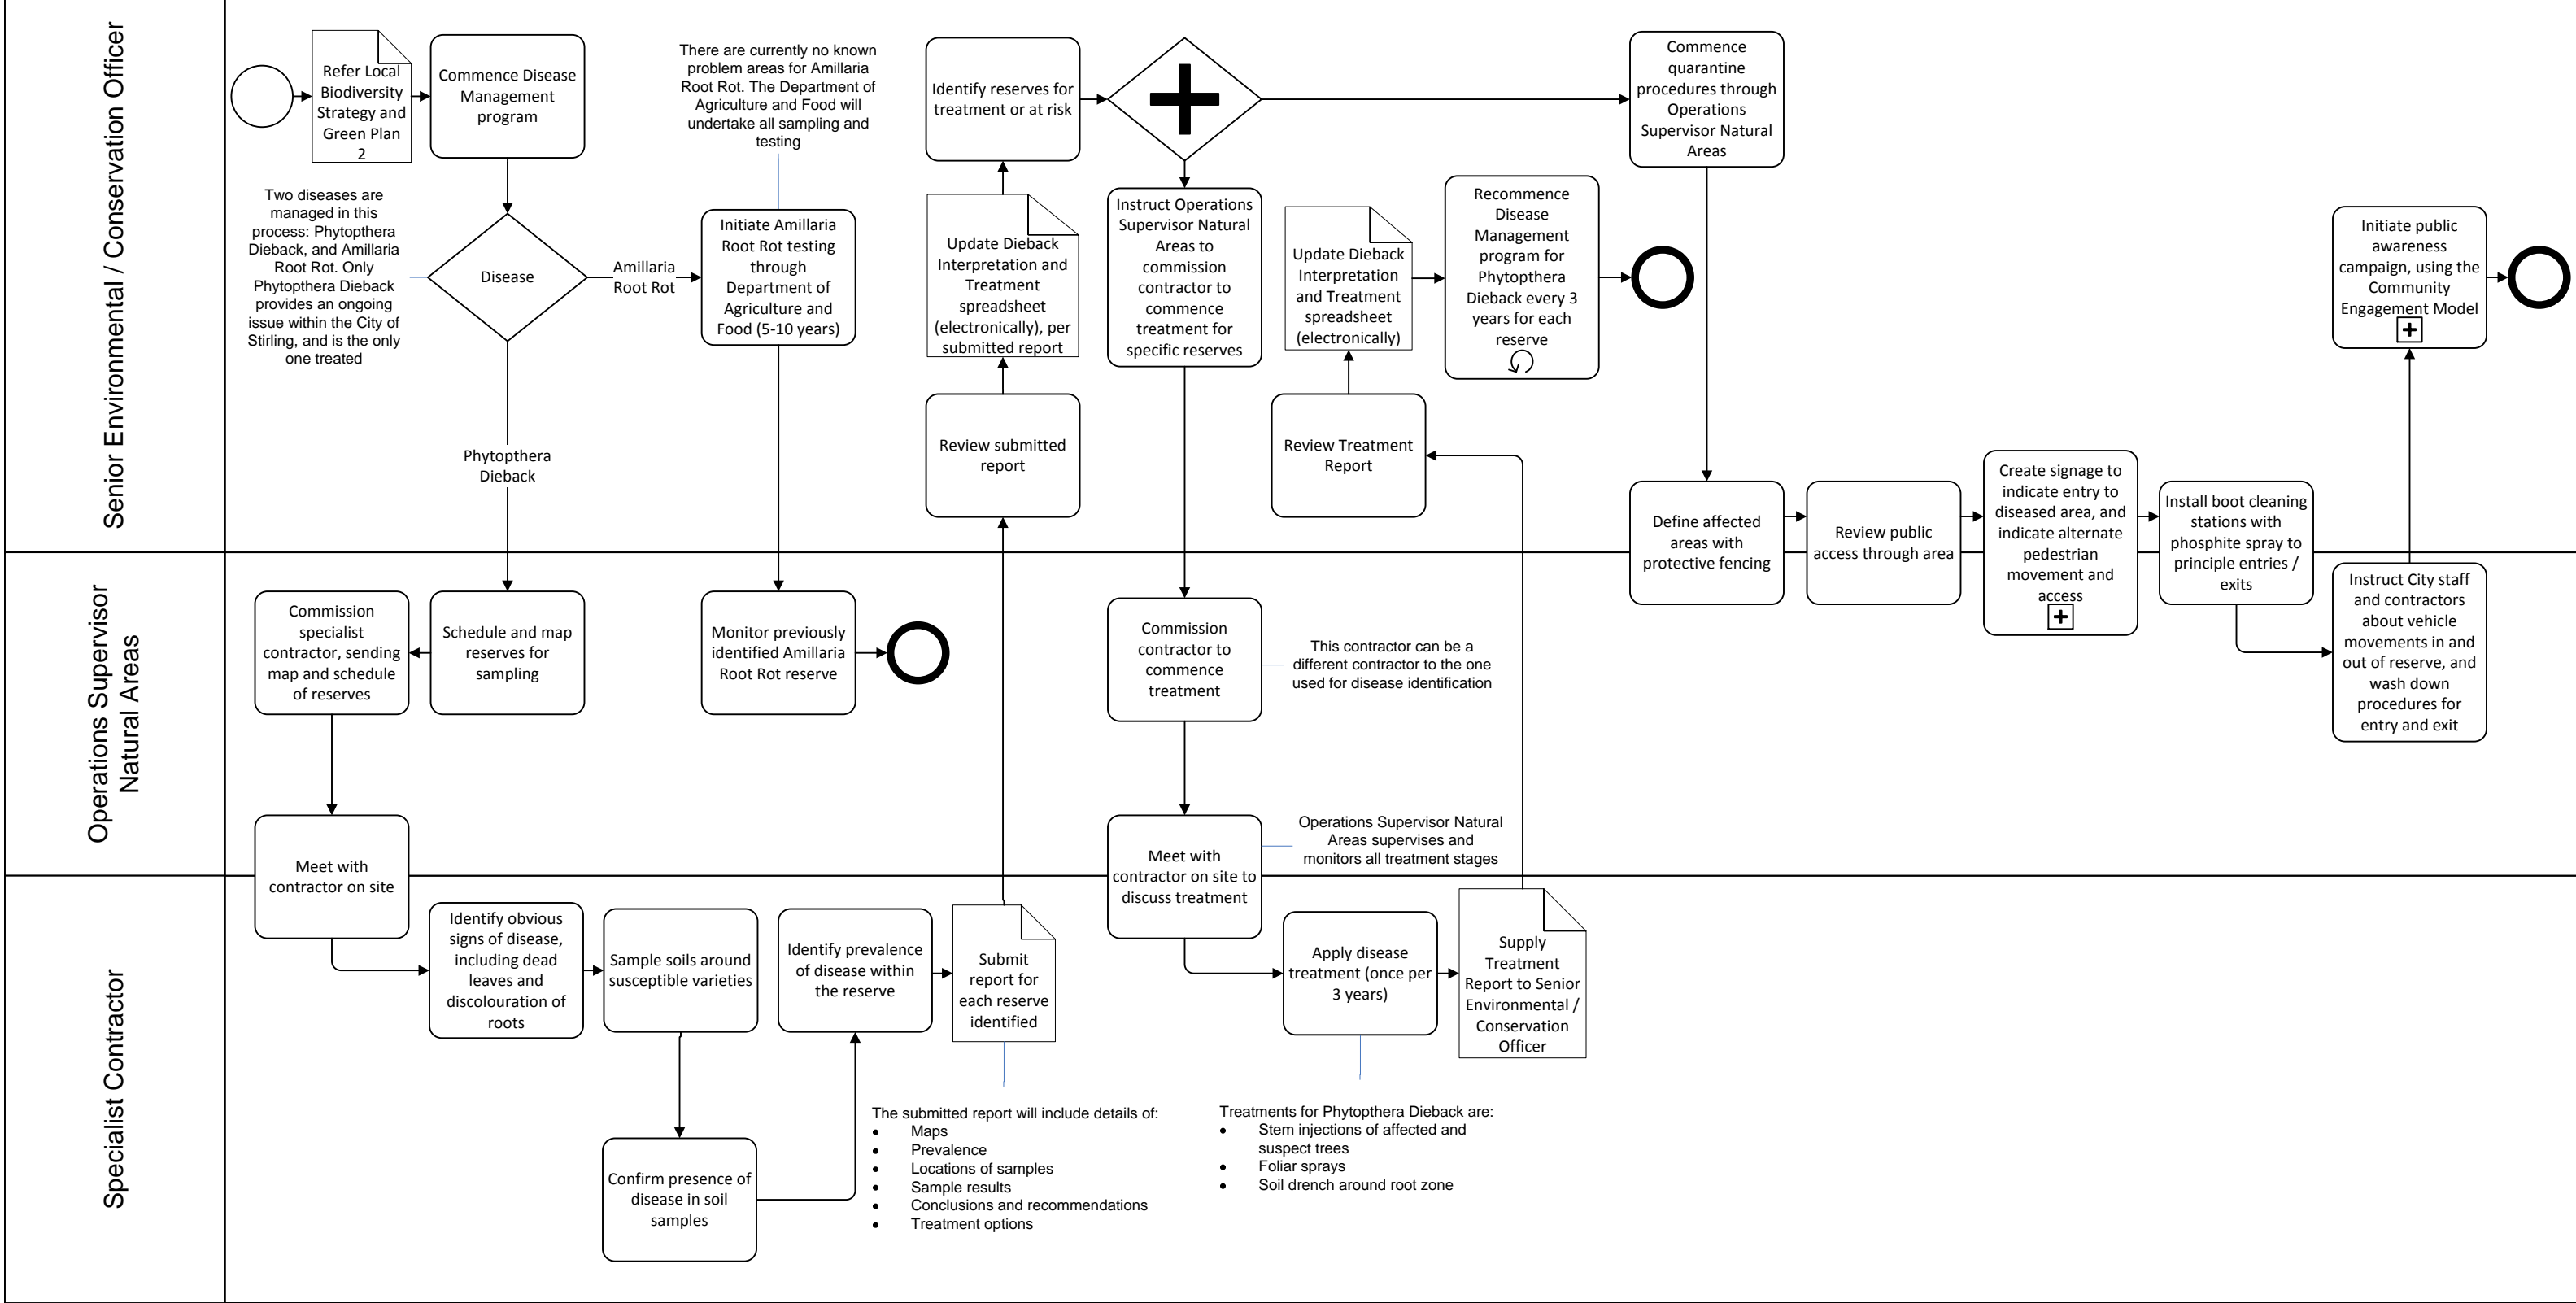 Senior Environmental / Conservation Officer
Refer Local
Biodiversity
Strategy and
Green Plan
2
Commence Disease
Management
program
Two diseases are
managed in this
process: Phytopthera
Dieback, and Amillaria
Root Rot. Only
Phytopthera Dieback
provides an ongoing
issue within the City of
Stirling, and is the only
one treated
Disease
Amillaria
Root Rot
Phytopthera
Dieback
There are currently no known
problem areas for Amillaria
Root Rot. The Department of
Agriculture and Food will
undertake all sampling and
testing
Initiate Amillaria
Root Rot testing
through
Department of
Agriculture and
Food (5-10 years)
Identify reserves for
treatment or at risk
Update Dieback
Interpretation and
Treatment
spreadsheet
(electronically), per
submitted report
Review submitted
report
Instruct Operations
Supervisor Natural
Areas to
commission
contractor to
commence
treatment for
specific reserves
Update Dieback
Interpretation
and Treatment
spreadsheet
(electronically)
Review Treatment
Report
Recommence
Disease
Management
program for
Phytopthera
Dieback every 3
years for each
reserve
Commence
quarantine
procedures through
Operations
Supervisor Natural
Areas
Define affected
areas with
protective fencing
Review public
access through area
Create signage to
indicate entry to
diseased area, and
indicate alternate
pedestrian
movement and
access
Install boot cleaning
stations with
phosphite spray to
principle entries /
exits
Initiate public
awareness
campaign, using the
Community
Engagement Model
Operations Supervisor
Natural Areas
Commission
specialist
contractor, sending
map and schedule
of reserves
Schedule and map
reserves for
sampling
Monitor previously
identified Amillaria
Root Rot reserve
Commission
contractor to
commence
treatment
This contractor can be a
different contractor to the one
used for disease identification
Instruct City staff
and contractors
about vehicle
movements in and
out of reserve, and
wash down
procedures for
entry and exit
Meet with
contractor on site
Meet with
contractor on site to
discuss treatment
Operations Supervisor Natural
Areas supervises and
monitors all treatment stages
Specialist Contractor
Identify obvious
signs of disease,
including dead
leaves and
discolouration of
roots
Sample soils around
susceptible varieties
Confirm presence of
disease in soil
samples
Identify prevalence
of disease within
the reserve
Submit
report for
each reserve
identified
The submitted report will include details of:
• Maps
• Prevalence
• Locations of samples
• Sample results
• Conclusions and recommendations
• Treatment options
Apply disease
treatment (once per
3 years)
Supply
Treatment
Report to Senior
Environmental /
Conservation
Officer
Treatments for Phytopthera Dieback are:
• Stem injections of affected and
suspect trees
• Foliar sprays
• Soil drench around root zone